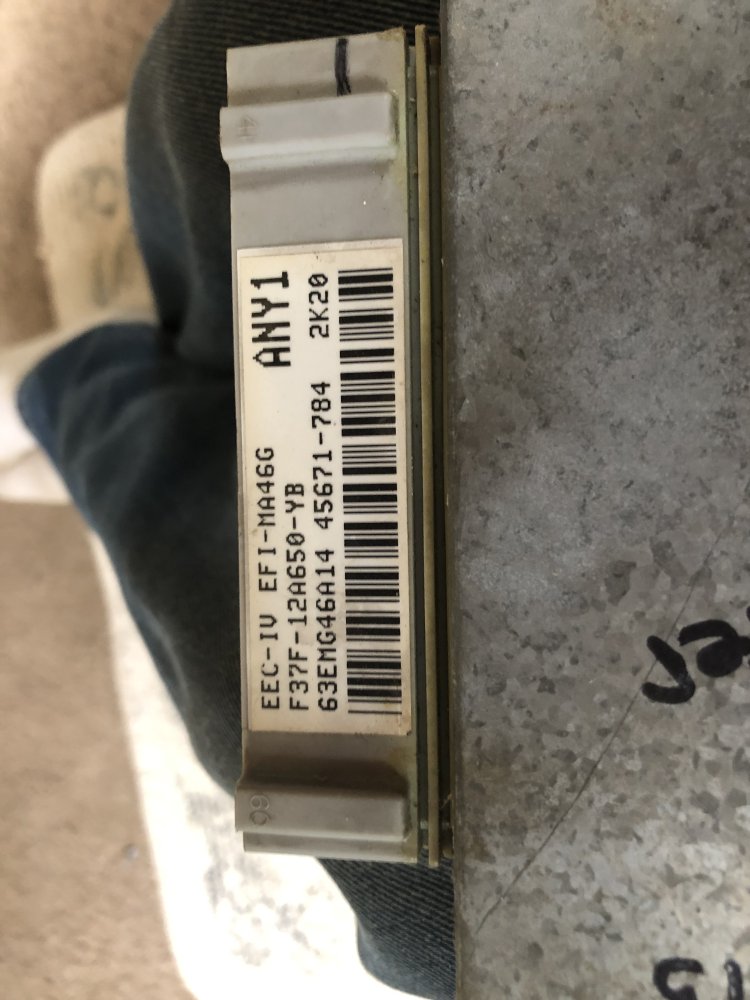 EEC-IV EFI-MA46G ANY1
F37F-12A650-YB
63EMG46A14 45671-784 2K20